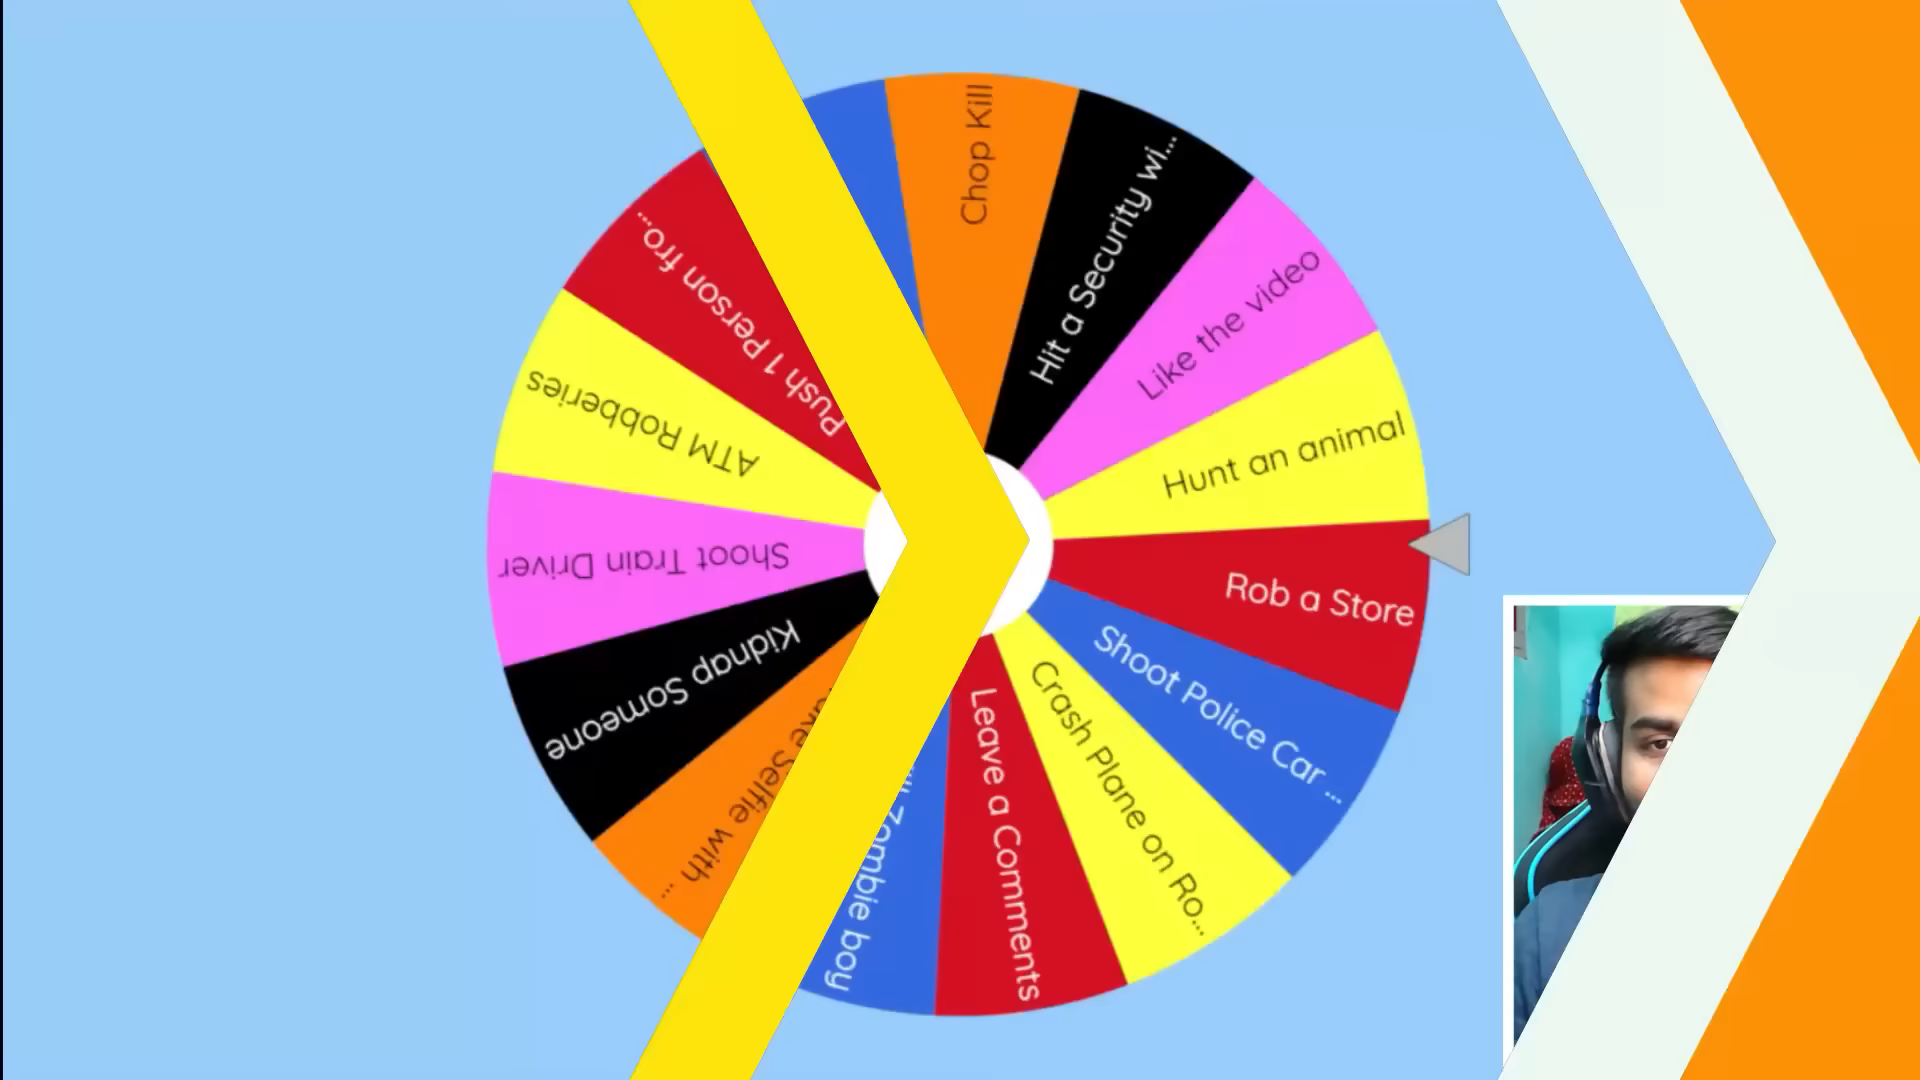 Chop Kill
Hit a Security wi...
Like the video
Hunt an animal
Rob a Store
Shoot Police Car ...
Crash Plane on Ro...
Leave a Comments
Zombie boy
Selfie with ...
Kidnap Someone
Shoot Train Driver
ATM Robberies
Push 1 Person fro...